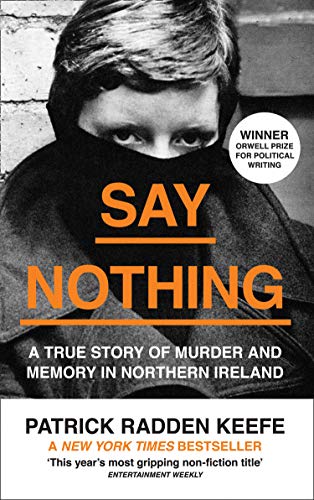 WINNER
ORWELL PRIZE
FOR POLITICAL
WRITING
SAY
NOTHING
A TRUE STORY OF MURDER AND
MEMORY IN NORTHERN IRELAND
PATRICK RADDEN KEEFE
A NEW YORK TIMES BESTSELLER
‘This year's most gripping non-fiction title’
ENTERTAINMENT WEEKLY